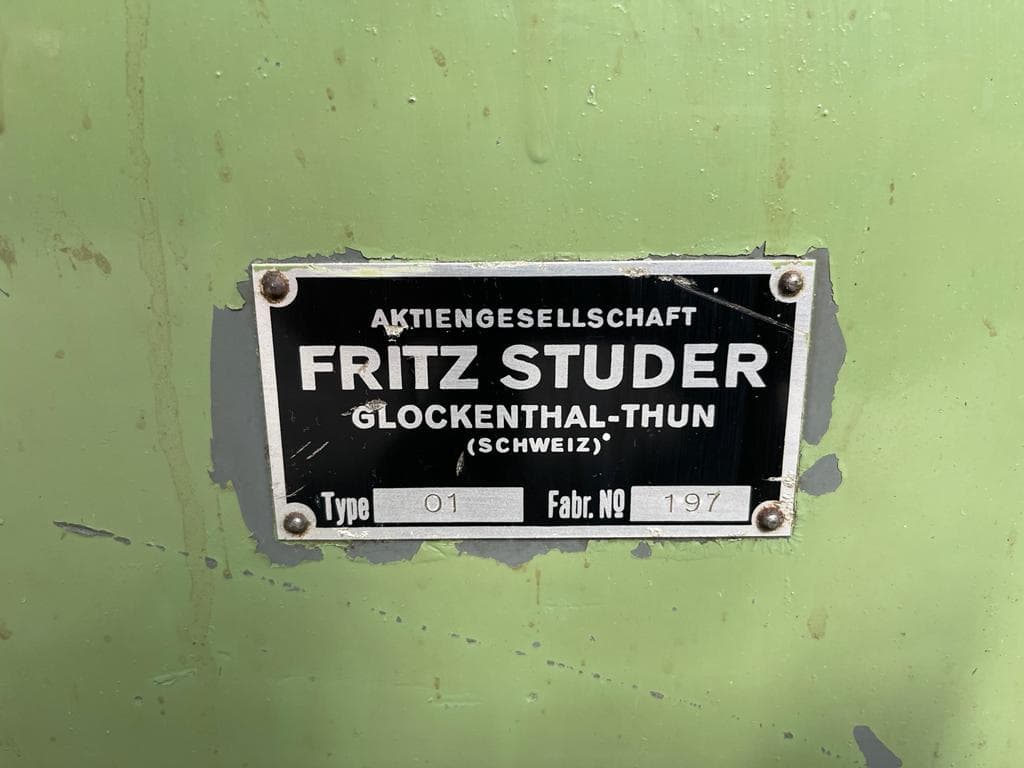 AKTIENGESELLSCHAFT
FRITZ STUDER
GLOCKENTHAL-THUN
(SCHWEIZ)
Type 01 Fabr. Nº 197